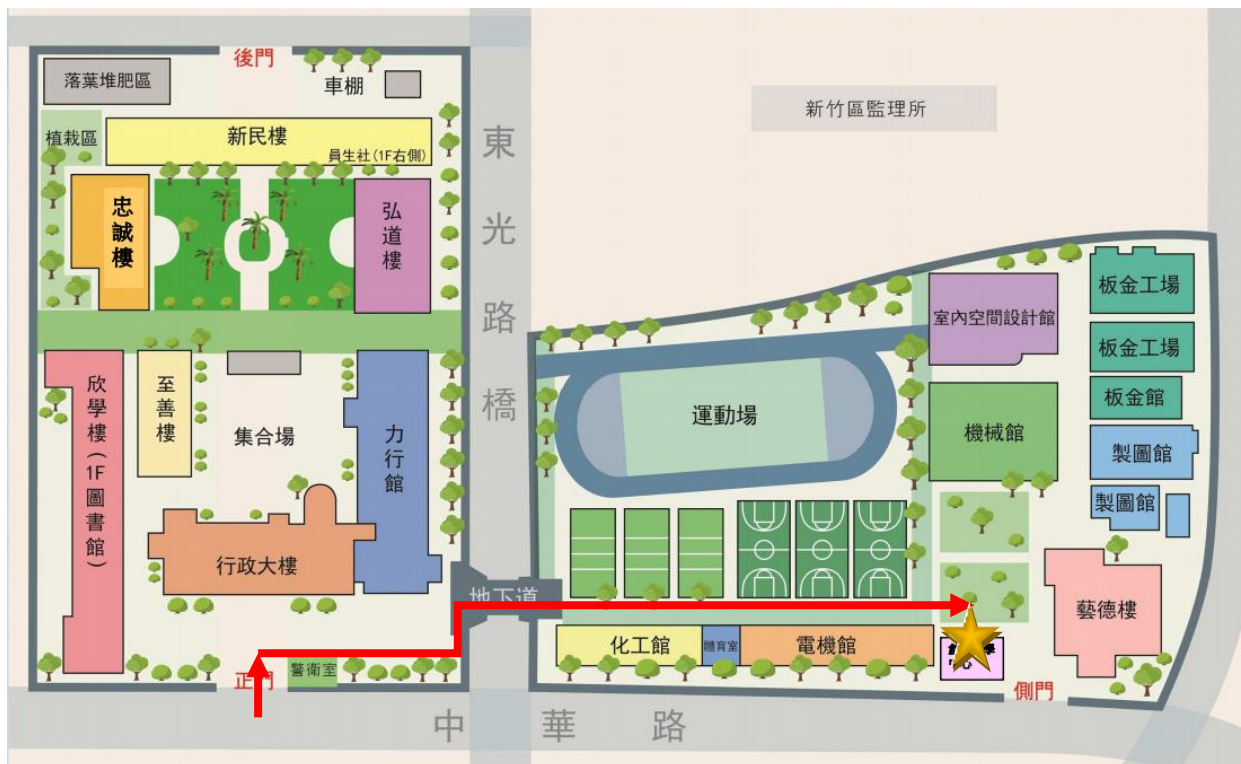 後門
落葉堆肥區
車棚
植栽區
新民樓
員生社(1F右側)
忠誠樓
弘道樓
欣學樓(1F圖書館)
至善樓
集合場
力行館
行政大樓
警衛室
正門
東光路橋
地下道
新竹區監理所
運動場
室內空間設計館
板金工場
板金工場
板金館
機械館
製圖館
製圖館
藝德樓
化工館
體育室
電機館
中心
側門
中華路